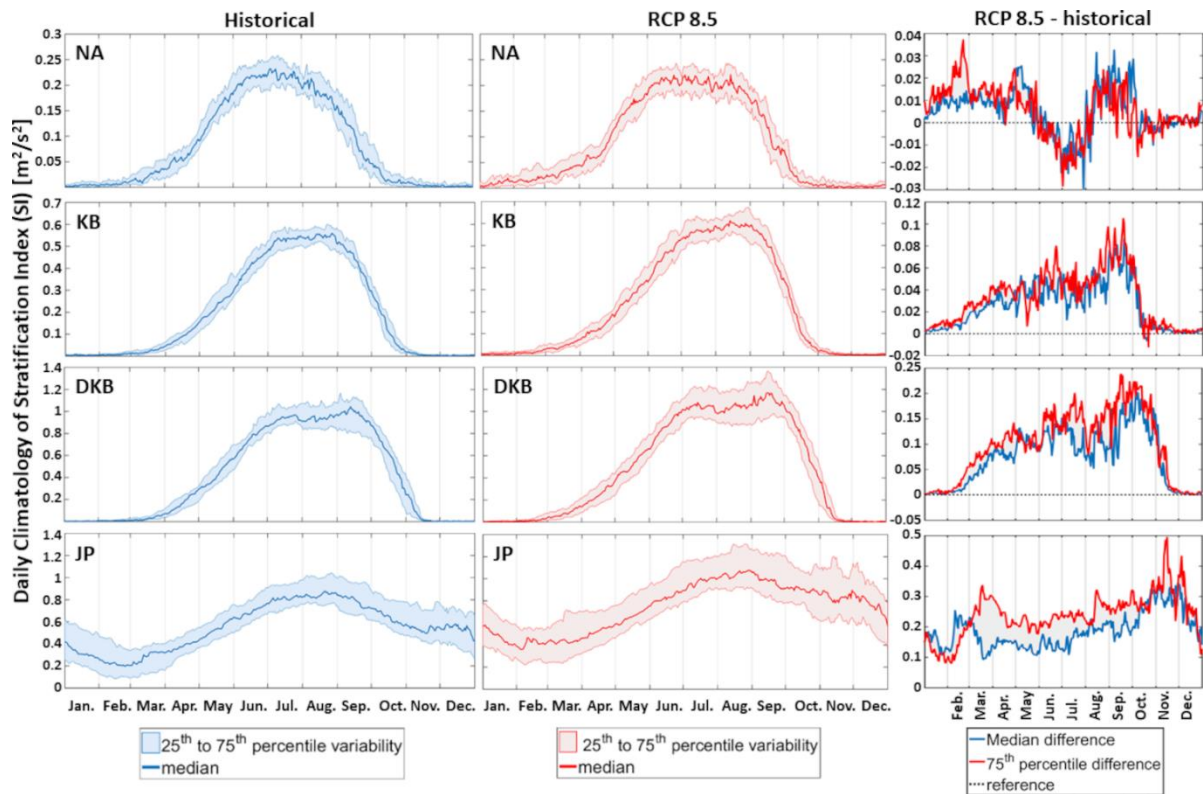 Historical
RCP 8.5
RCP 8.5 - historical
Daily Climatology of Stratification Index (SI) [m²/s²]
NA
0.3
0.25
0.2
0.15
0.1
0.05
NA
0.04
0.03
0.02
0.01
0
-0.01
-0.02
-0.03
KB
0.7
0.6
0.5
0.4
0.3
0.2
0.1
KB
0.12
0.1
0.08
0.06
0.04
0.02
0
-0.02
DKB
1.4
1.2
1
0.8
0.6
0.4
0.2
DKB
0.25
0.2
0.15
0.1
0.05
0
-0.05
JP
1.4
1.2
1
0.8
0.6
0.4
0.2
0
JP
0.5
0.4
0.3
0.2
0.1
0
Jan. Feb. Mar. Apr. May Jun. Jul. Aug. Sep. Oct. Nov. Dec.
Jan. Feb. Mar. Apr. May Jun. Jul. Aug. Sep. Oct. Nov. Dec.
Feb. Mar. Apr. May Jun. Jul. Aug. Sep. Oct. Nov. Dec.
25th to 75th percentile variability
median
25th to 75th percentile variability
median
Median difference
75th percentile difference
reference